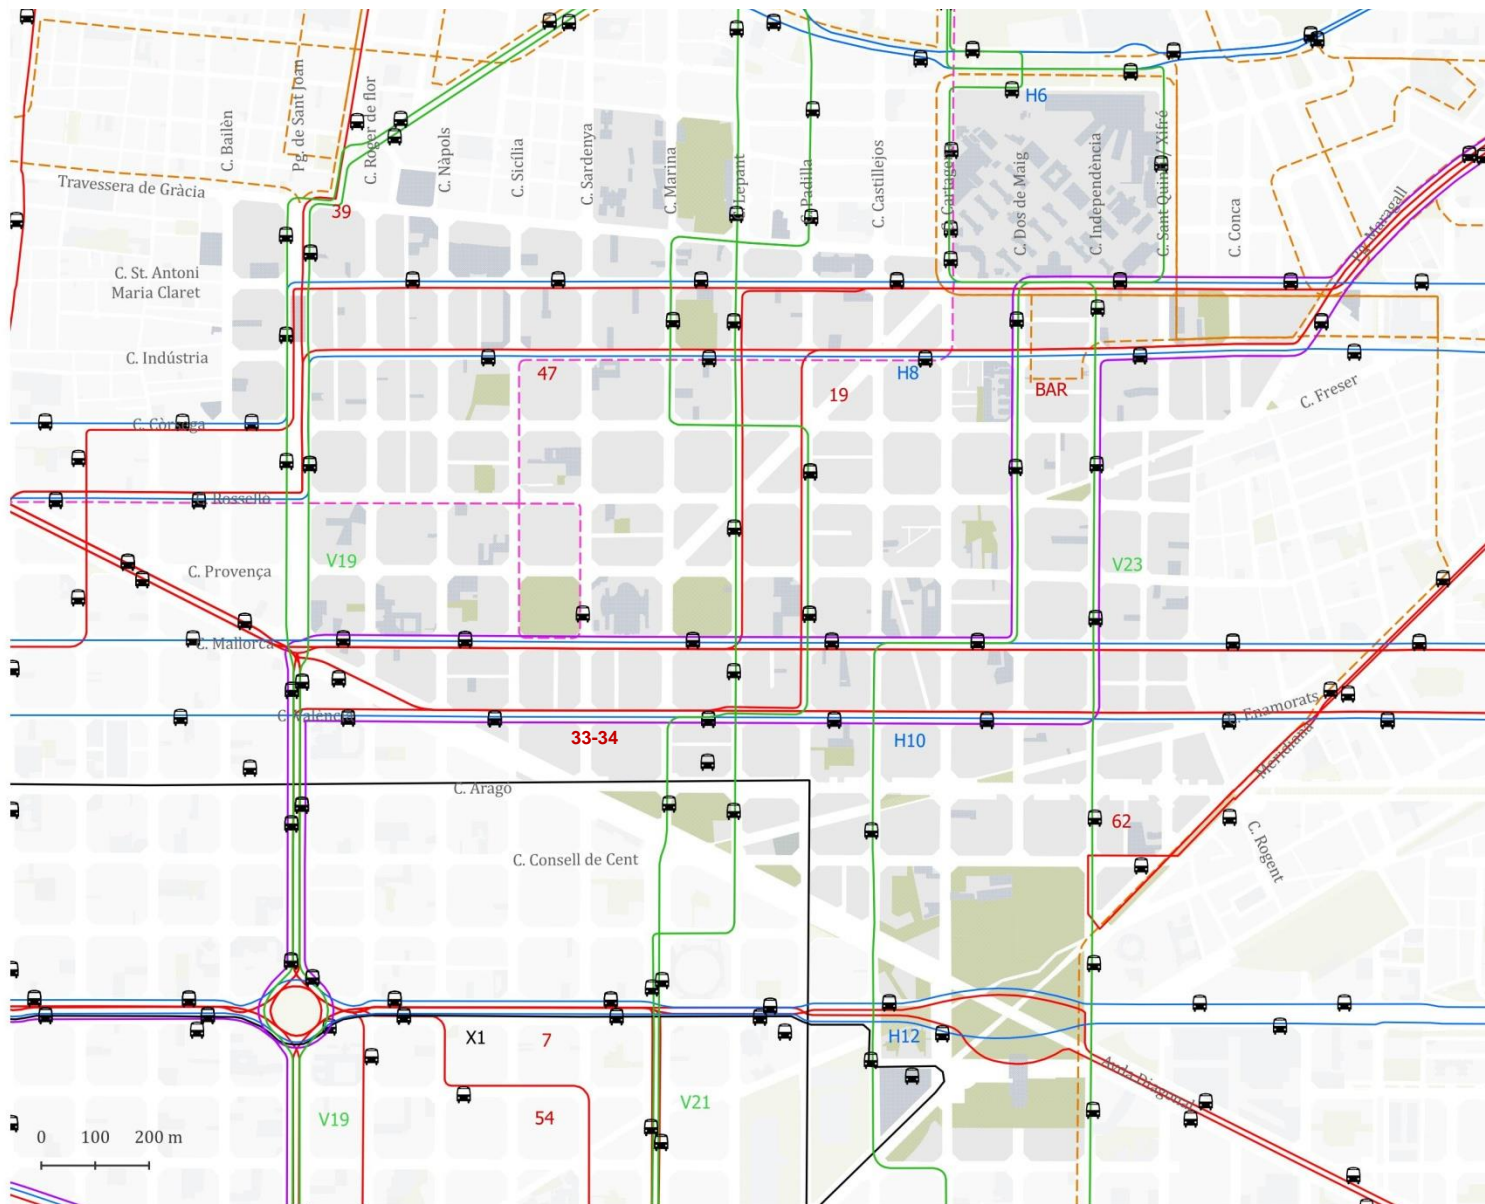 H6
C. Bailèn
Pg. de Sant Joan
C. Roger de flor
C. Nàpols
C. Sicília
C. Sardenya
C. Marina
C. Lepant
C. Padilla
C. Castillejos
C. Cartagena
C. Dos de Maig
C. Independència
C. Sant Quintí / Xifré
C. Conca
Pg. Maragall
Travessera de Gràcia
39
C. St. Antoni
Maria Claret
C. Indústria
47
H8
19
BAR
C. Freser
C. Còrsega
C. Rosselló
V19
C. Provença
V23
C. Mallorca
C. València
33-34
H10
C. Enamorats
Meridiana
C. Aragó
62
C. Rogent
C. Consell de Cent
X1
7
H12
Avda Diagonal
V19
54
V21
0 100 200 m